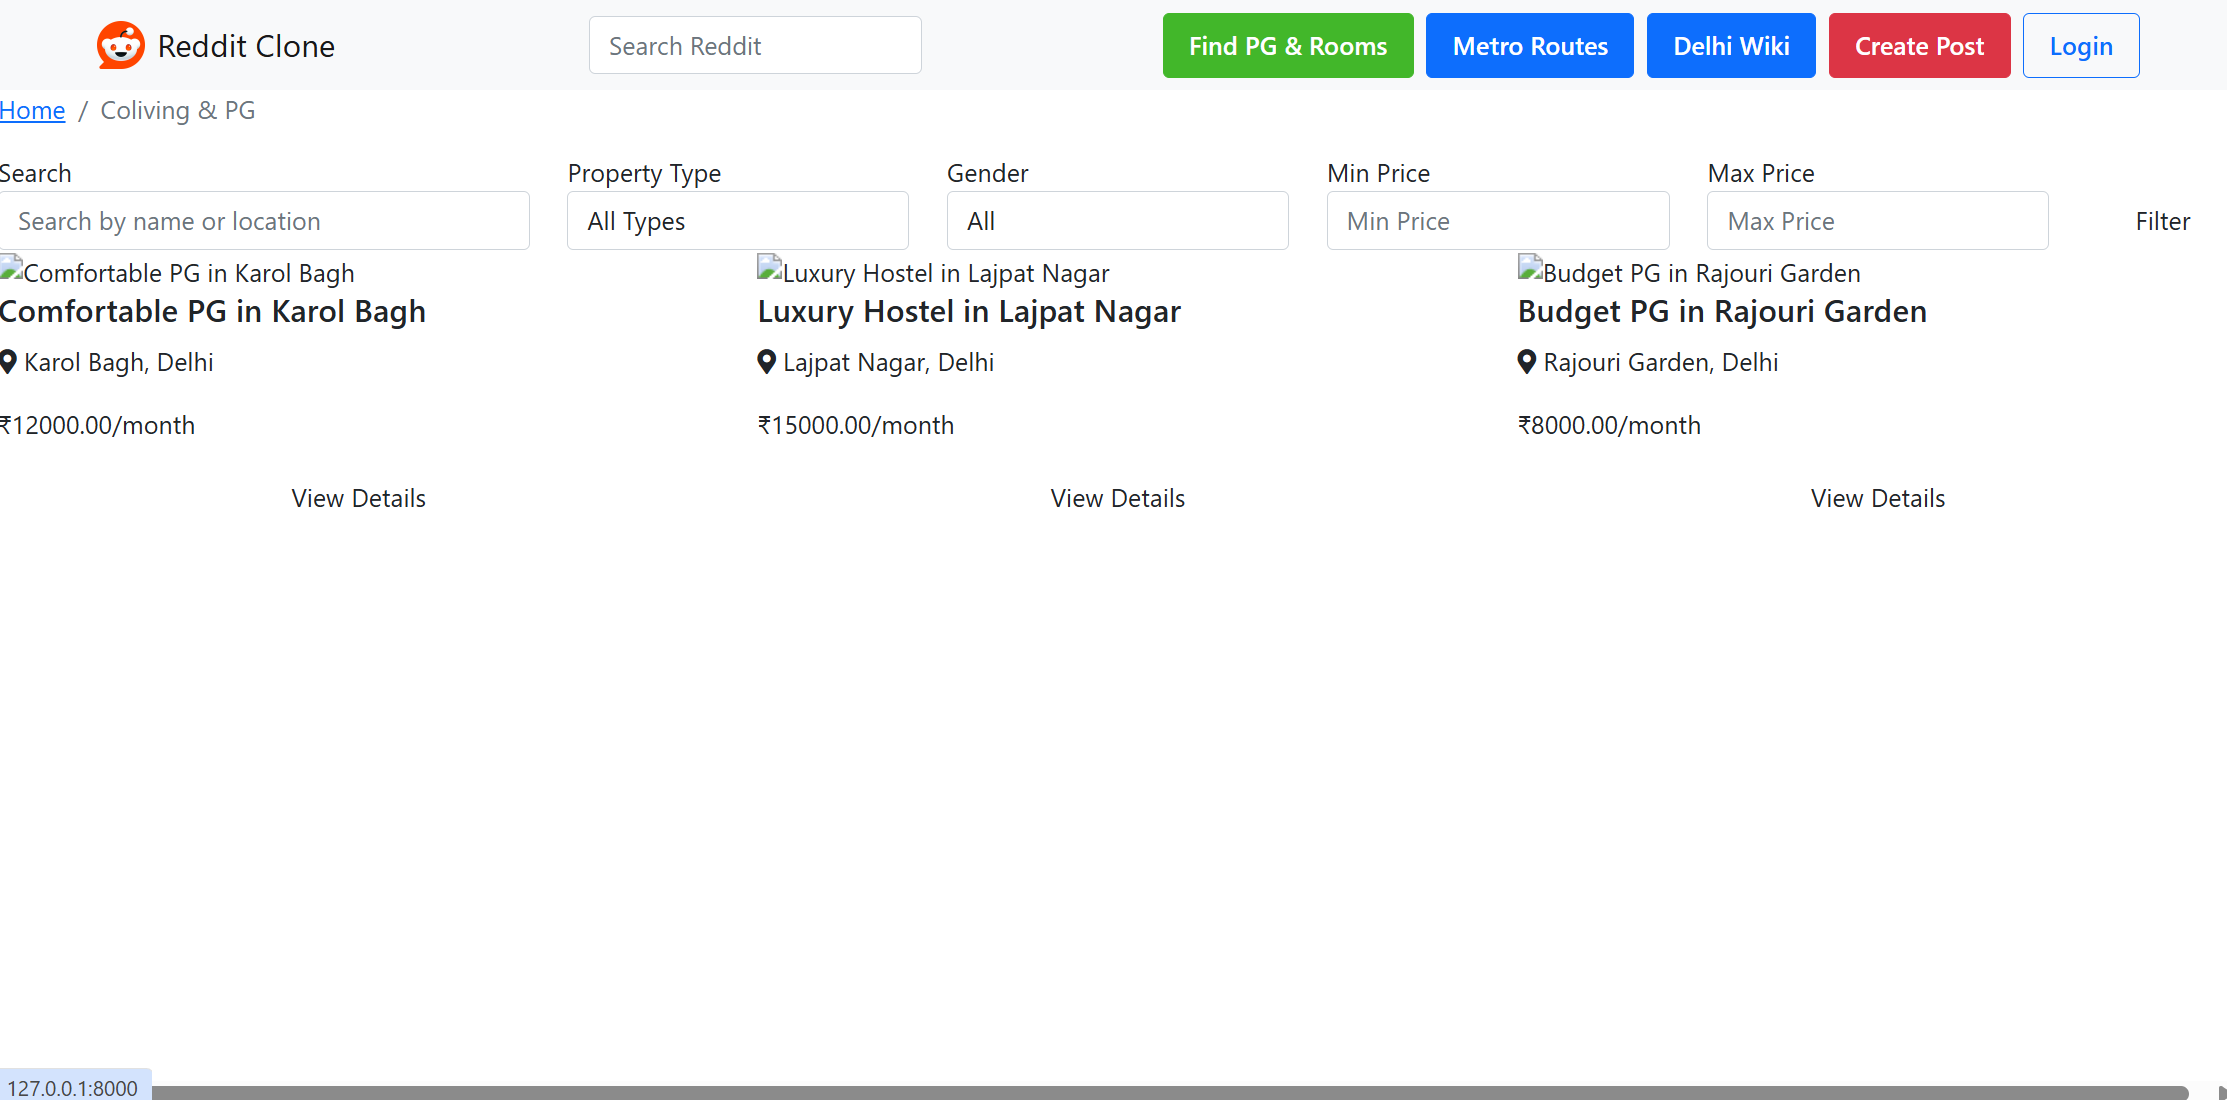 Reddit Clone Search Reddit Find PG & Rooms Metro Routes Delhi Wiki Create Post Login
Home / Coliving & PG
Search Property Type Gender Min Price Max Price
Search by name or location All Types All Min Price Max Price Filter
Comfortable PG in Karol Bagh Luxury Hostel in Lajpat Nagar Budget PG in Rajouri Garden
Comfortable PG in Karol Bagh Luxury Hostel in Lajpat Nagar Budget PG in Rajouri Garden
Karol Bagh, Delhi Lajpat Nagar, Delhi Rajouri Garden, Delhi
₹12000.00/month ₹15000.00/month ₹8000.00/month
View Details View Details View Details
127.0.0.1:8000